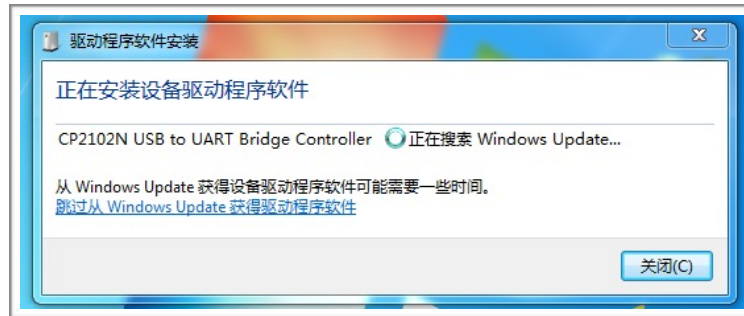 驱动程序软件安装
X
正在安装设备驱动程序软件
CP2102N USB to UART Bridge Controller 正在搜索 Windows Update...
从 Windows Update 获得设备驱动程序软件可能需要一些时间。
跳过从 Windows Update 获得驱动程序软件
关闭(C)